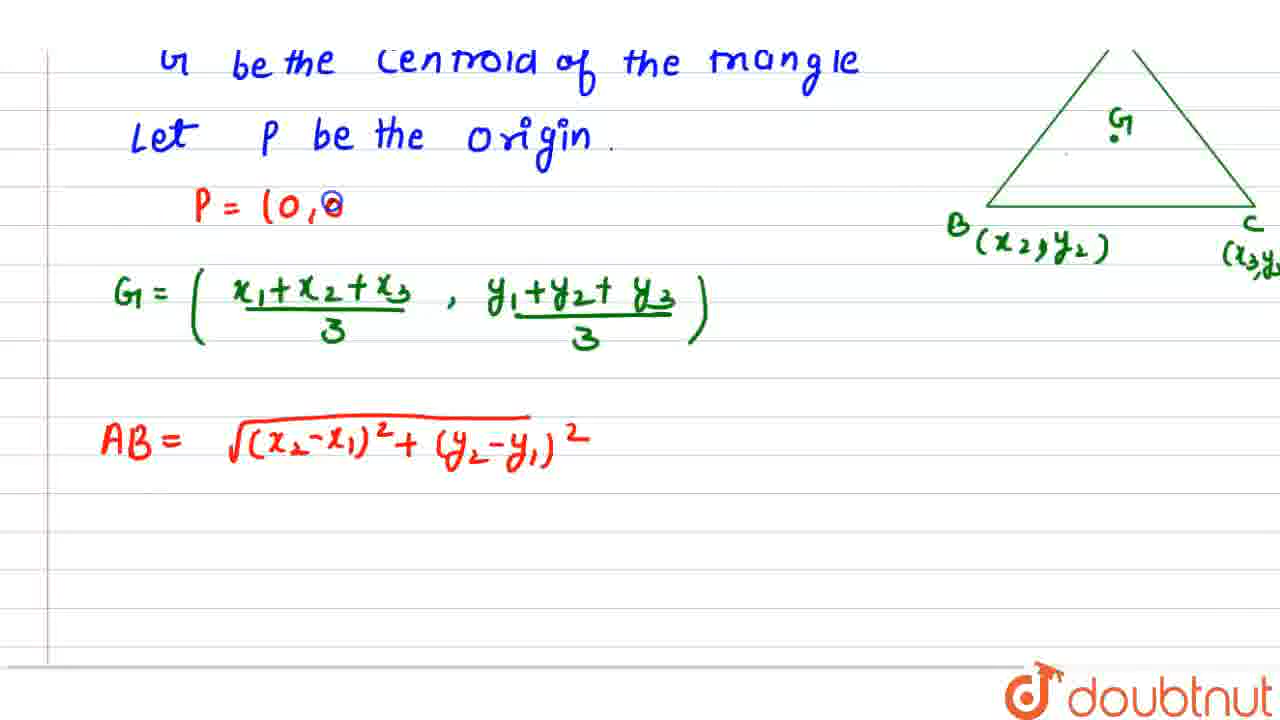 G be the centroid of the triangle
Let P be the origin.
P = (0, 0
G = ( x₁+x₂+x₃ / 3 , y₁+y₂+y₃ / 3 )
AB = √(x₂-x₁)² + (y₂-y₁)²
G
B
(x₂, y₂)
C
(x₃, y
doubtnut